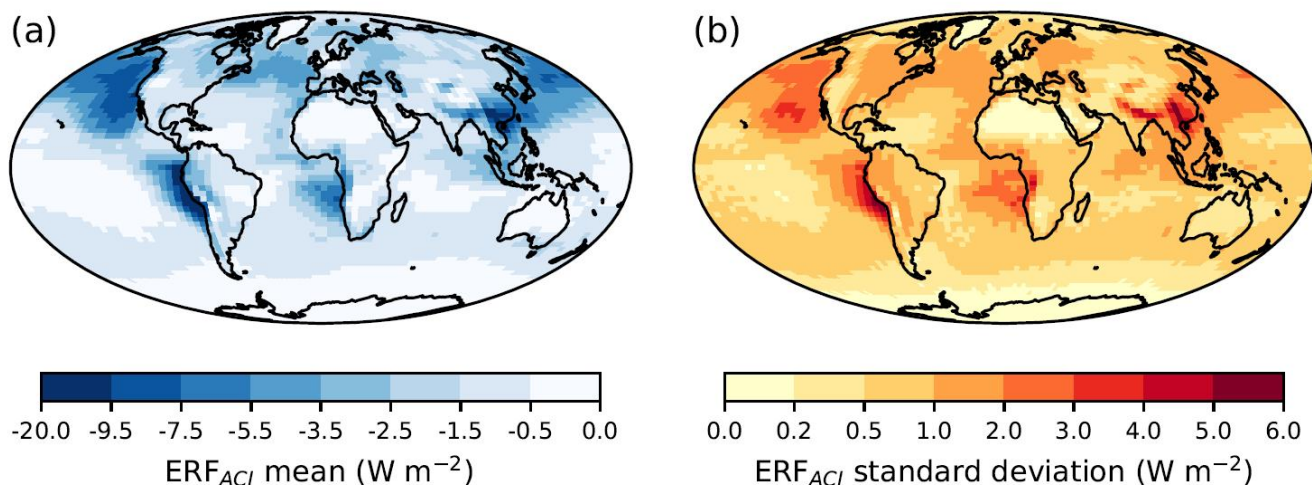 (a)
(b)
-20.0 -9.5 -7.5 -5.5 -3.5 -2.5 -1.5 -0.5 0.0
ERF_ACI mean (W m⁻²)
0.0 0.2 0.5 1.0 2.0 3.0 4.0 5.0 6.0
ERF_ACI standard deviation (W m⁻²)